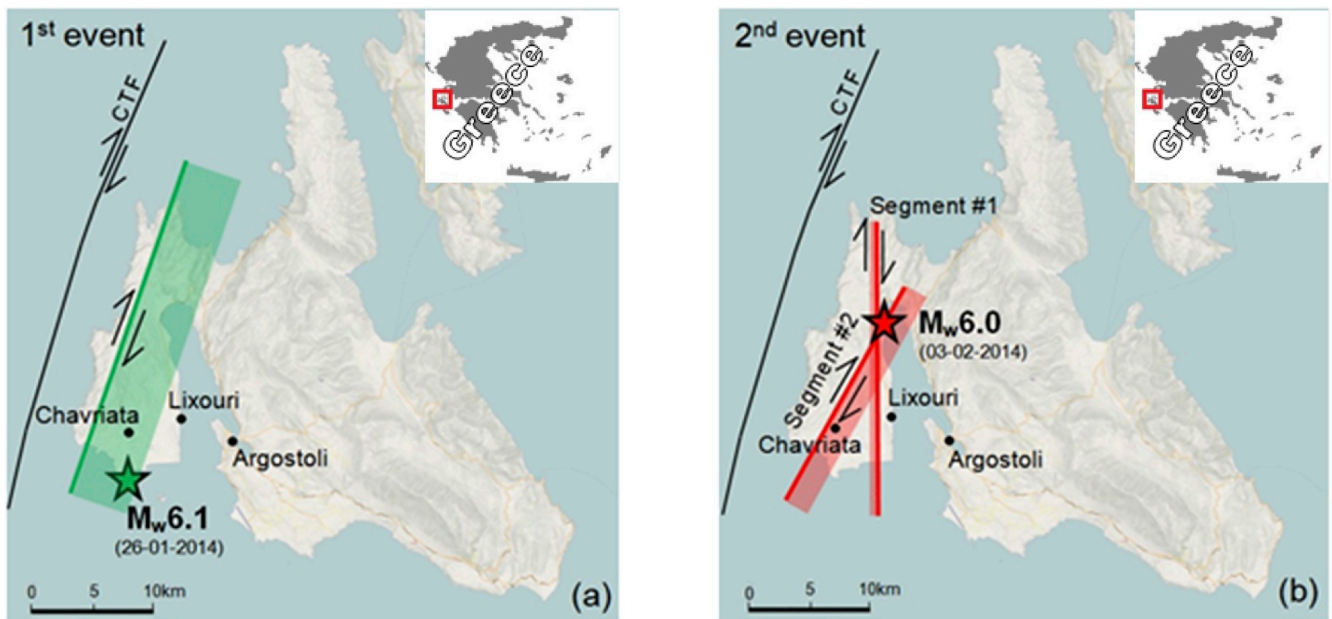 1st event
Greece
CTF
Chavriata
Lixouri
Argostoli
Mw6.1
(26-01-2014)
0 5 10km
(a)
2nd event
Greece
CTF
Segment #1
Segment #2
Mw6.0
(03-02-2014)
Lixouri
Chavriata
Argostoli
0 5 10km
(b)